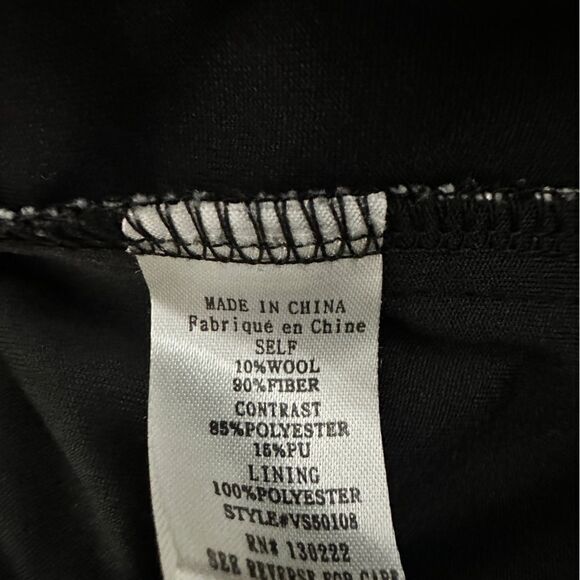 MADE IN CHINA
Fabriqué en Chine
SELF
10%WOOL
90%FIBER
CONTRAST
85%POLYESTER
15%PU
LINING
100%POLYESTER
STYLE#VS50108
RN# 130222
SEE REVERSE FOR CARE